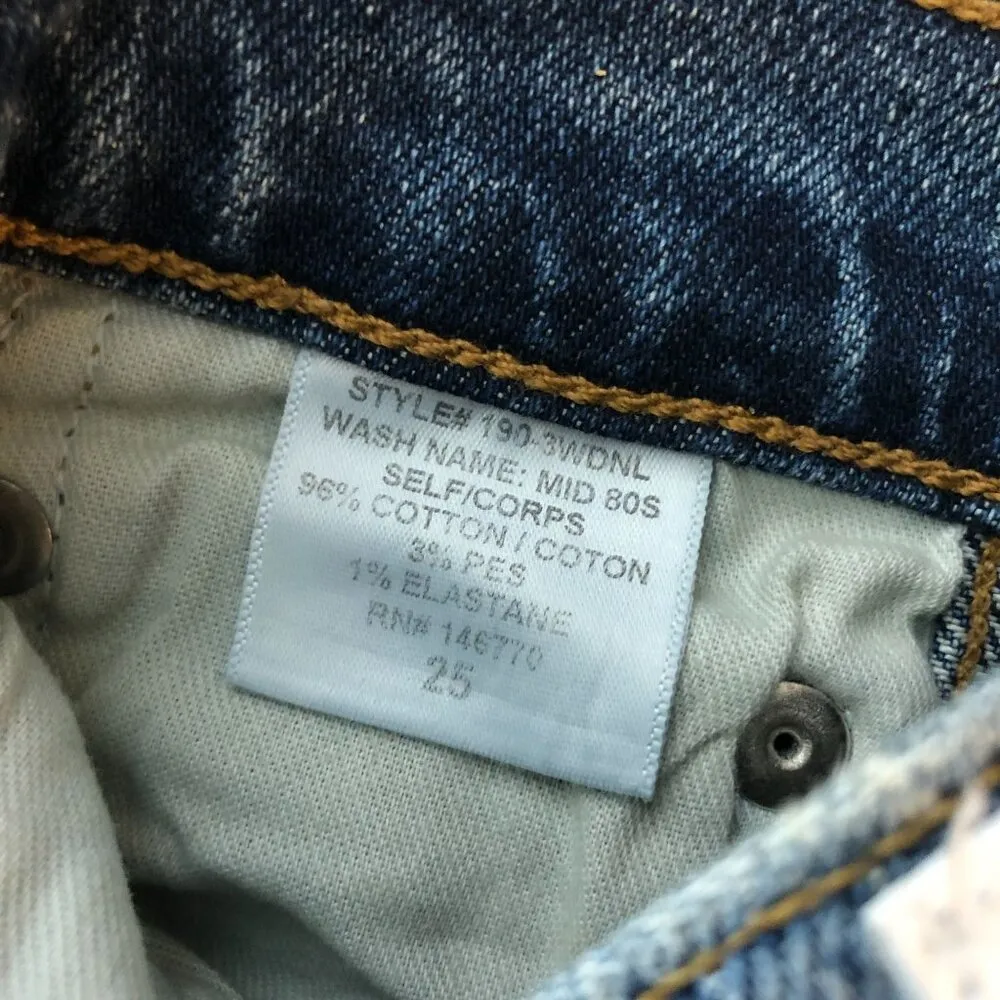 STYLE# 190-3WDNL
WASH NAME: MID 80S
SELF/CORPS
96% COTTON / COTON
3% PES
1% ELASTANE
RN# 146770
25